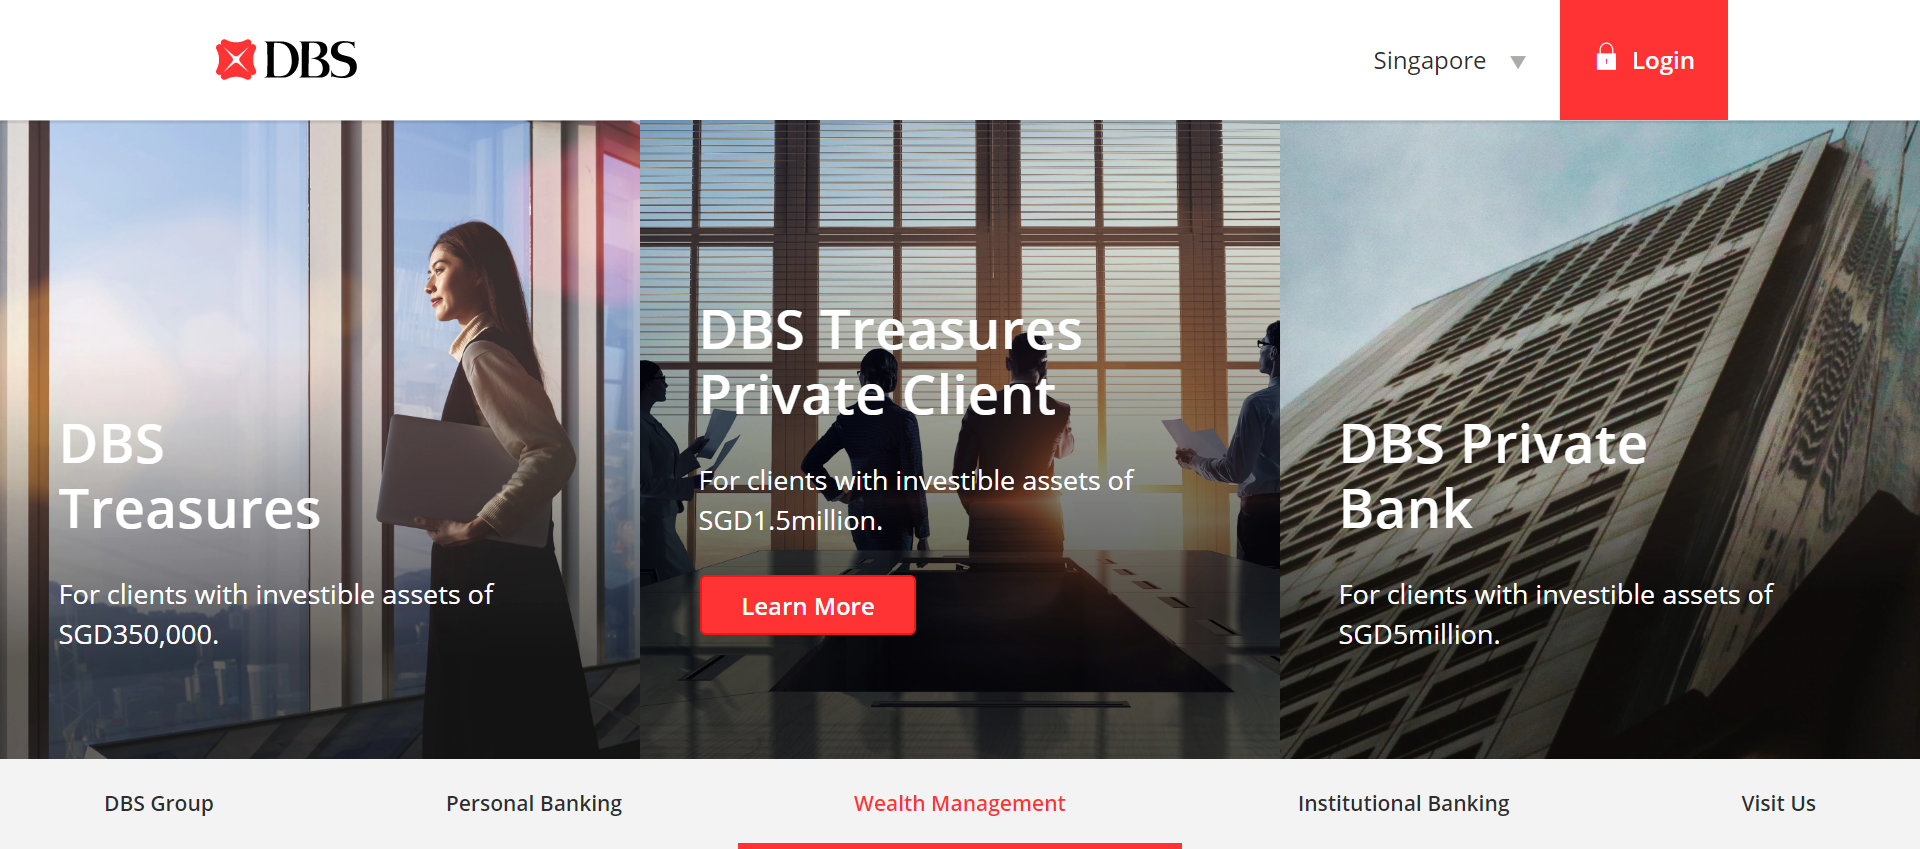 DBS
Singapore
Login
DBS
Treasures
For clients with investible assets of
SGD350,000.
DBS Treasures
Private Client
For clients with investible assets of
SGD1.5million.
Learn More
DBS Private
Bank
For clients with investible assets of
SGD5million.
DBS Group
Personal Banking
Wealth Management
Institutional Banking
Visit Us